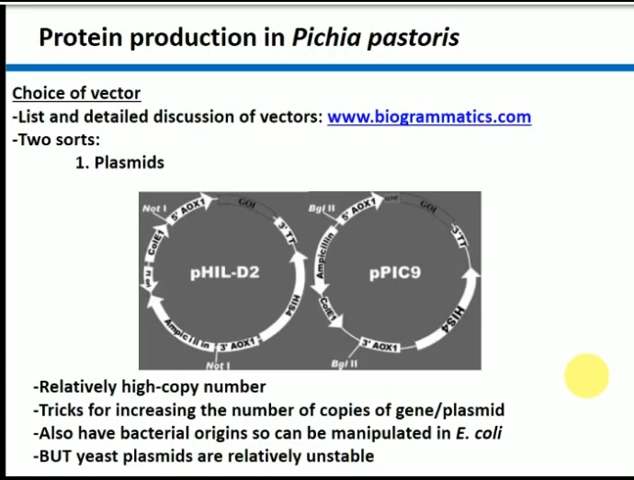 Protein production in Pichia pastoris
Choice of vector
-List and detailed discussion of vectors: www.biogrammatics.com
-Two sorts:
1. Plasmids
Not I
5' AOX1
GOI
3' TT
ColE1
f1 ori
pHIL-D2
HIS4
Ampicillin
3' AOX1
Not I
Bgl II
5' AOX1
GOI
3' TT
Ampicillin
pPIC9
ColE1
HIS4
3' AOX1
Bgl II
-Relatively high-copy number
-Tricks for increasing the number of copies of gene/plasmid
-Also have bacterial origins so can be manipulated in E. coli
-BUT yeast plasmids are relatively unstable